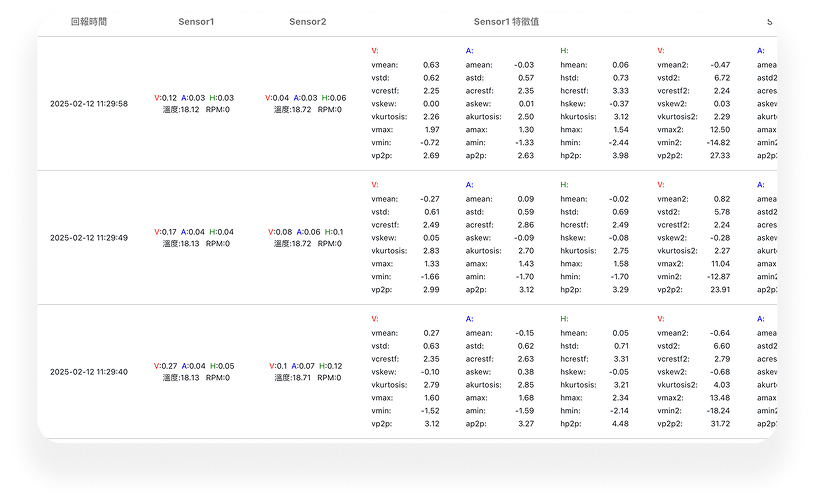 回報時間 Sensor1 Sensor2 Sensor1 特徵值 S
V: A: H: V: A:
vmean: 0.63 amean: -0.03 hmean: 0.06 vmean2: -0.47 amea
vstd: 0.62 astd: 0.57 hstd: 0.73 vstd2: 6.72 astd2
vcrestf: 2.25 acrestf: 2.35 hcrestf: 3.33 vcrestf2: 2.24 acres
2025-02-12 11:29:58 V:0.12 A:0.03 H:0.03 V:0.04 A:0.03 H:0.06
溫度:18.12 RPM:0 溫度:18.72 RPM:0
vskew: 0.00 askew: 0.01 hskew: -0.37 vskew2: 0.03 askew
vkurtosis: 2.26 akurtosis: 2.50 hkurtosis: 3.12 vkurtosis2: 2.29 akurt
vmax: 1.97 amax: 1.30 hmax: 1.54 vmax2: 12.50 amax
vmin: -0.72 amin: -1.33 hmin: -2.44 vmin2: -14.82 amin2
vp2p: 2.69 ap2p: 2.63 hp2p: 3.98 vp2p2: 27.33 ap2p
V: A: H: V: A:
vmean: -0.27 amean: 0.09 hmean: -0.02 vmean2: 0.82 amea
vstd: 0.61 astd: 0.59 hstd: 0.69 vstd2: 5.78 astd2
vcrestf: 2.49 acrestf: 2.86 hcrestf: 2.49 vcrestf2: 2.24 acres
2025-02-12 11:29:49 V:0.17 A:0.04 H:0.04 V:0.08 A:0.06 H:0.1
溫度:18.13 RPM:0 溫度:18.72 RPM:0
vskew: 0.05 askew: -0.09 hskew: -0.08 vskew2: -0.28 askew
vkurtosis: 2.83 akurtosis: 2.70 hkurtosis: 2.75 vkurtosis2: 2.27 akurt
vmax: 1.33 amax: 1.43 hmax: 1.58 vmax2: 11.04 amax
vmin: -1.66 amin: -1.70 hmin: -1.70 vmin2: -12.87 amin2
vp2p: 2.99 ap2p: 3.12 hp2p: 3.29 vp2p2: 23.91 ap2p
V: A: H: V: A:
vmean: 0.27 amean: -0.15 hmean: 0.05 vmean2: -0.64 amea
vstd: 0.63 astd: 0.62 hstd: 0.71 vstd2: 6.60 astd2
vcrestf: 2.35 acrestf: 2.63 hcrestf: 3.31 vcrestf2: 2.79 acres
2025-02-12 11:29:40 V:0.27 A:0.04 H:0.05 V:0.1 A:0.07 H:0.12
溫度:18.13 RPM:0 溫度:18.71 RPM:0
vskew: -0.10 askew: 0.38 hskew: -0.05 vskew2: -0.68 askew
vkurtosis: 2.79 akurtosis: 2.85 hkurtosis: 3.21 vkurtosis2: 4.03 akurt
vmax: 1.60 amax: 1.68 hmax: 2.34 vmax2: 13.48 amax
vmin: -1.52 amin: -1.59 hmin: -2.14 vmin2: -18.24 amin2
vp2p: 3.12 ap2p: 3.27 hp2p: 4.48 vp2p2: 31.72 ap2p